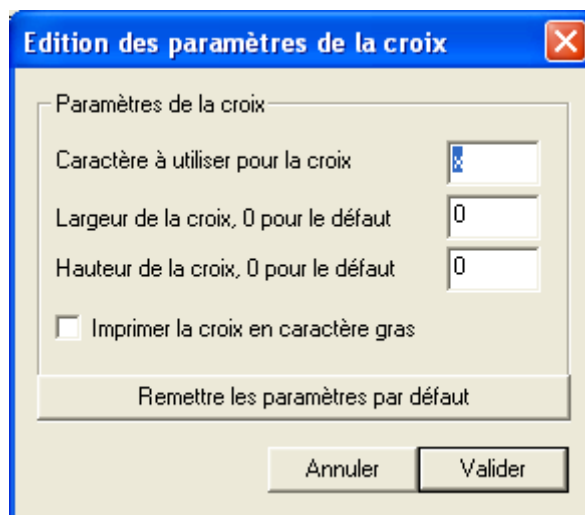 Edition des paramètres de la croix
Paramètres de la croix
Caractère à utiliser pour la croix x
Largeur de la croix, 0 pour le défaut 0
Hauteur de la croix, 0 pour le défaut 0
Imprimer la croix en caractère gras
Remettre les paramètres par défaut
Annuler Valider